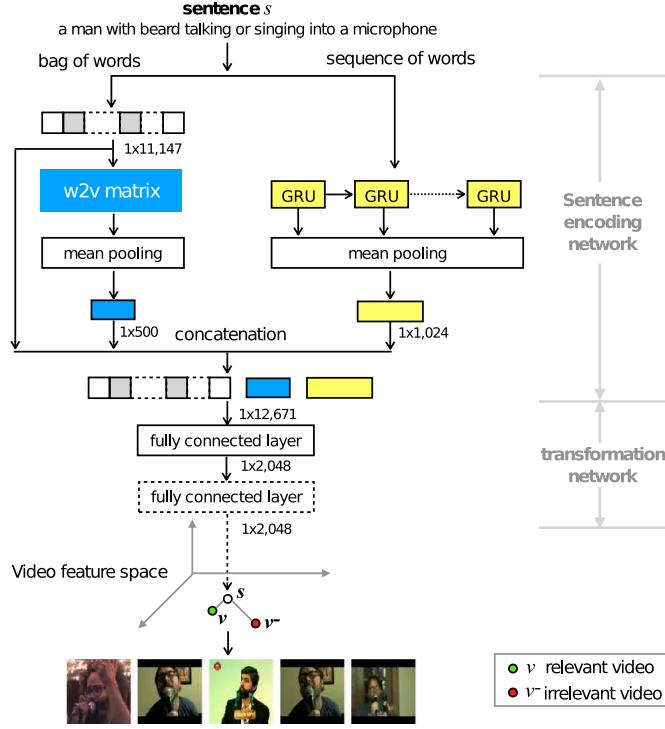 sentence s
a man with beard talking or singing into a microphone
bag of words
sequence of words
1x11,147
w2v matrix
GRU
GRU
GRU
mean pooling
mean pooling
1x500
concatenation
1x1,024
Sentence
encoding
network
1x12,671
fully connected layer
1x2,048
fully connected layer
1x2,048
transformation
network
Video feature space
s
v
v-
v relevant video
v- irrelevant video